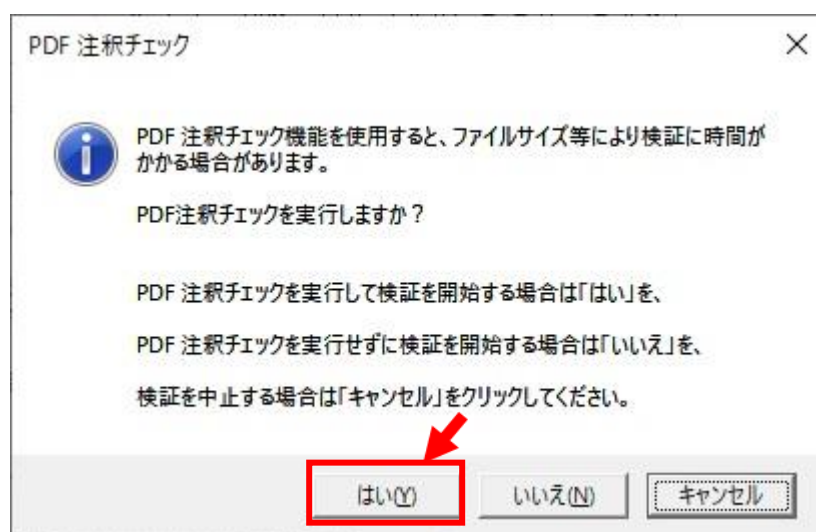 PDF 注釈チェック
PDF 注釈チェック機能を使用すると、ファイルサイズ等により検証に時間が
かかる場合があります。
PDF注釈チェックを実行しますか？
PDF 注釈チェックを実行して検証を開始する場合は「はい」を、
PDF 注釈チェックを実行せずに検証を開始する場合は「いいえ」を、
検証を中止する場合は「キャンセル」をクリックしてください。
はい(Y) いいえ(N) キャンセル